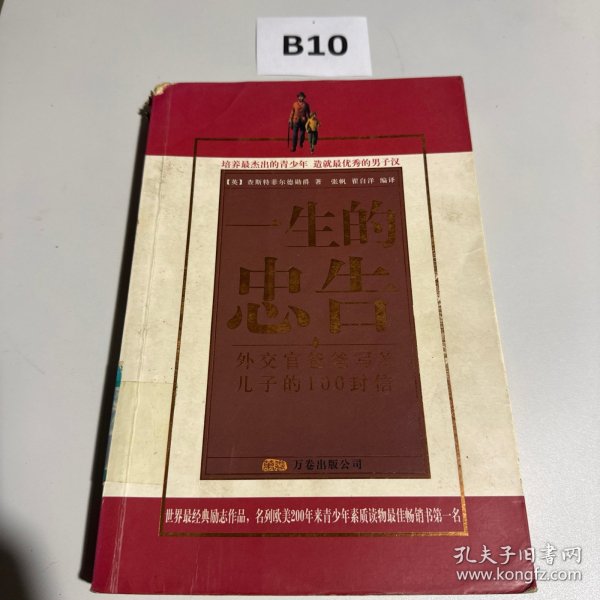 B10
培养最杰出的青少年 造就最优秀的男子汉
【英】查斯特菲尔德勋爵 著 张帆 翟自洋 编译
一生的
忠告
外交官爸爸写给
儿子的100封信
万卷出版公司
世界最经典励志作品，名列欧美200年来青少年素质读物最佳畅销书第一名
孔夫子旧书网
www.kongfz.com